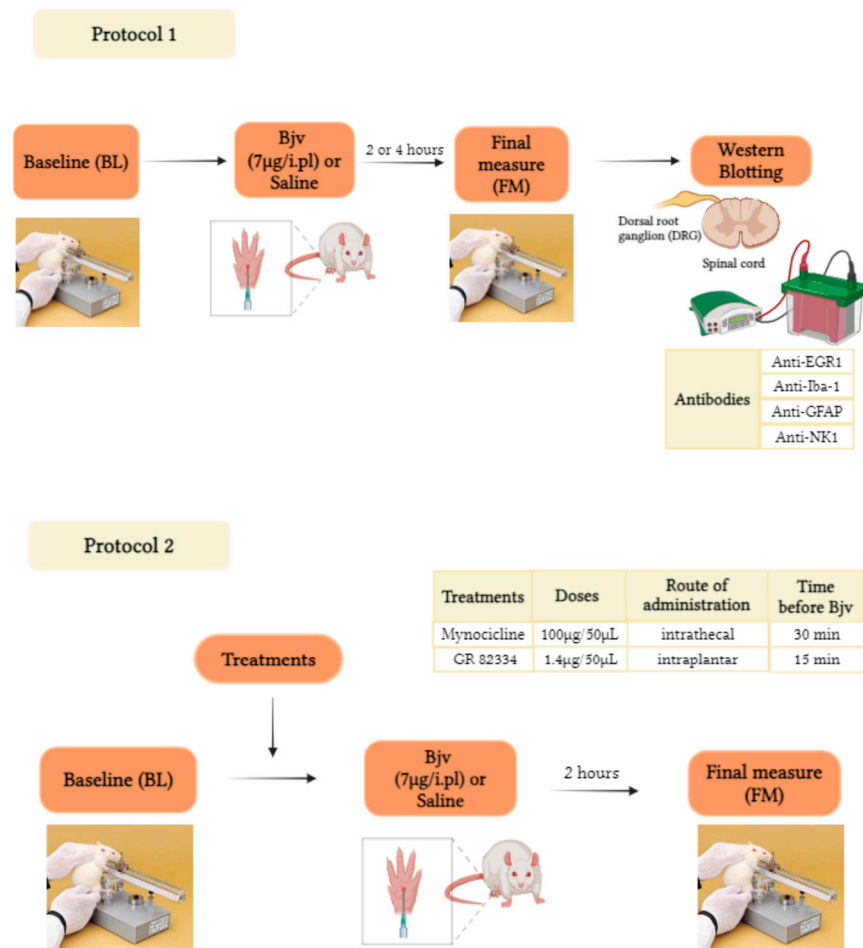 Protocol 1
Baseline (BL)
Bjv
(7µg/i.pl) or
Saline
2 or 4 hours
Final
measure
(FM)
Western
Blotting
Dorsal root
ganglion (DRG)
Spinal cord
Antibodies
Anti-EGR1
Anti-Iba-1
Anti-GFAP
Anti-NK1
Protocol 2
Treatments Doses Route of administration Time before Bjv
Mynocicline 100µg/50µL intrathecal 30 min
GR 82334 1.4µg/50µL intraplantar 15 min
Treatments
Baseline (BL)
Bjv
(7µg/i.pl) or
Saline
2 hours
Final measure
(FM)